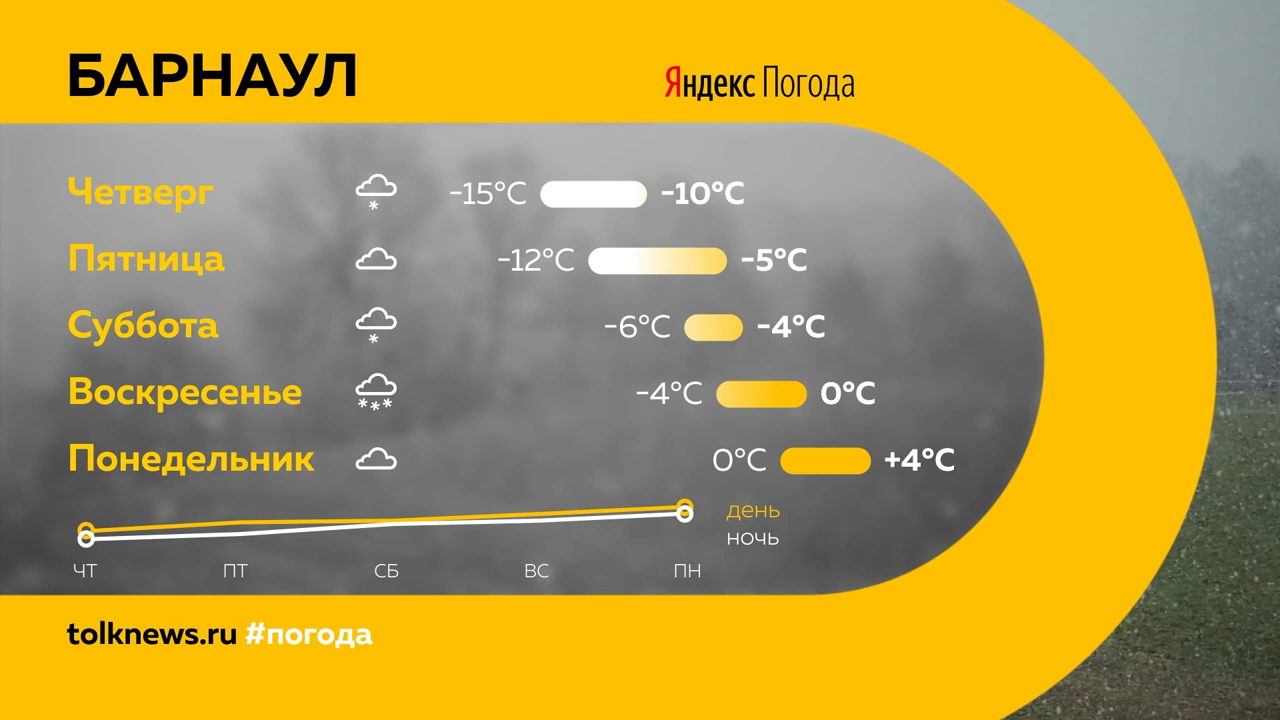 БАРНАУЛ
Яндекс Погода
Четверг -15°C -10°C
Пятница -12°C -5°C
Суббота -6°C -4°C
Воскресенье -4°C 0°C
Понедельник 0°C +4°C
день
ночь
ЧТ ПТ СБ ВС ПН
tolknews.ru #погода